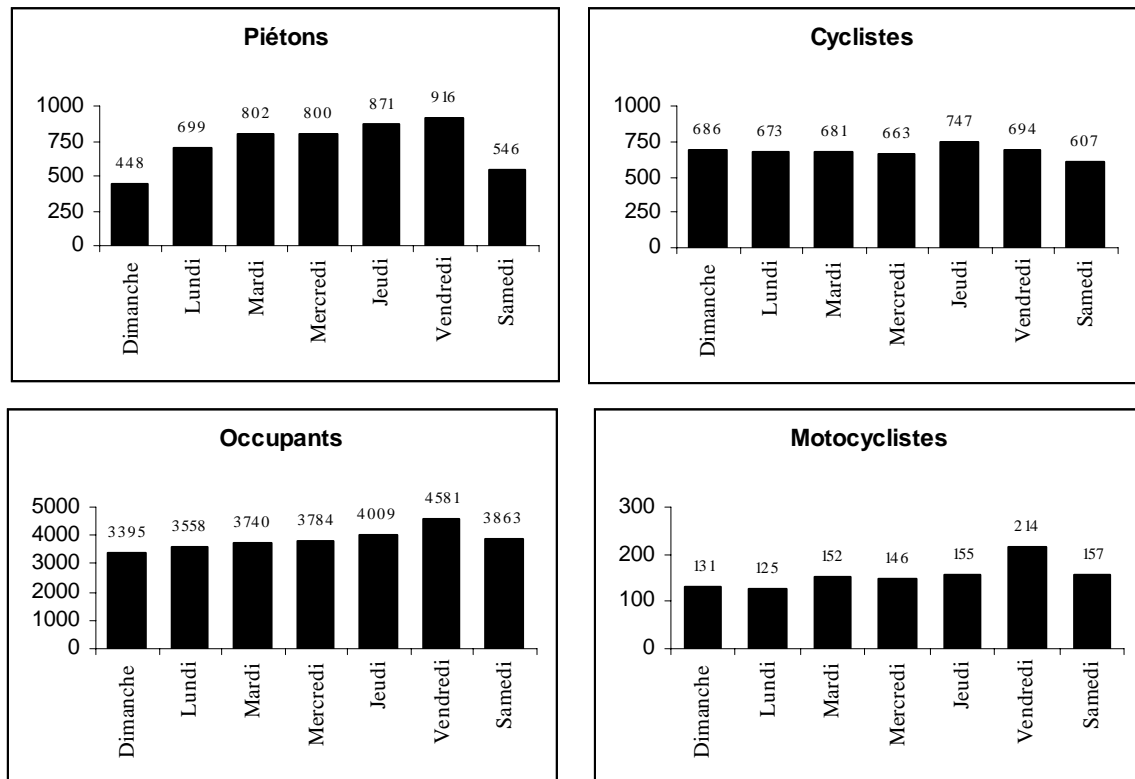 Piétons
1000
750
500
250
0
448
699
802
800
871
916
546
Dimanche
Lundi
Mardi
Mercredi
Jeudi
Vendredi
Samedi
Cyclistes
1000
750
500
250
0
686
673
681
663
747
694
607
Dimanche
Lundi
Mardi
Mercredi
Jeudi
Vendredi
Samedi
Occupants
5000
4000
3000
2000
1000
0
3395
3558
3740
3784
4009
4581
3863
Dimanche
Lundi
Mardi
Mercredi
Jeudi
Vendredi
Samedi
Motocyclistes
300
200
100
0
131
125
152
146
155
214
157
Dimanche
Lundi
Mardi
Mercredi
Jeudi
Vendredi
Samedi